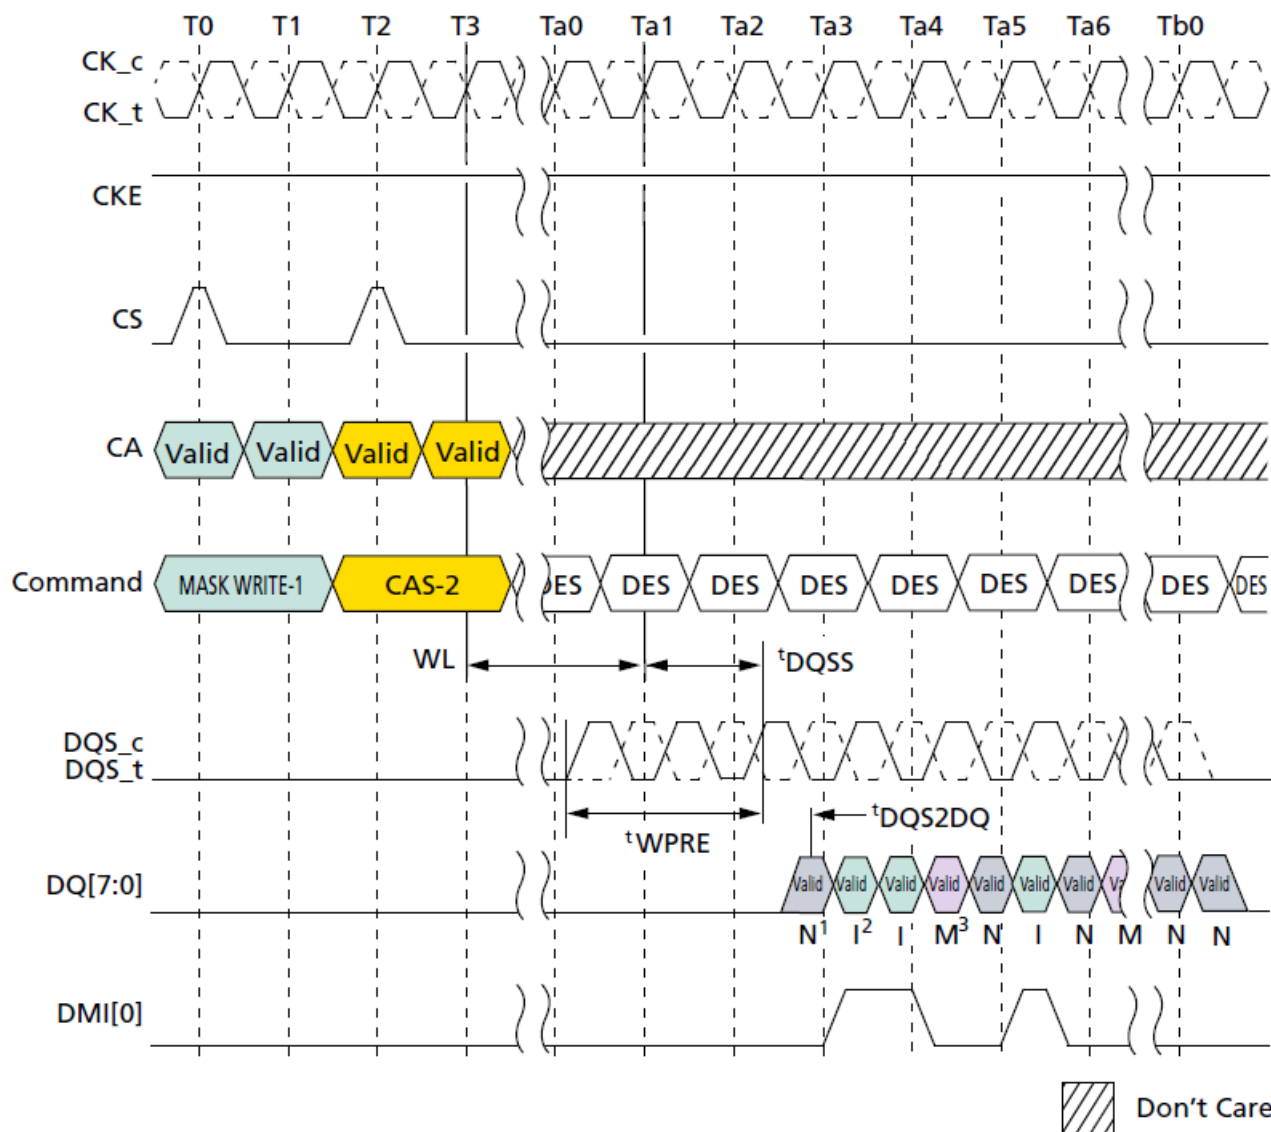 T0 T1 T2 T3 Ta0 Ta1 Ta2 Ta3 Ta4 Ta5 Ta6 Tb0
CK_c
CK_t
CKE
CS
CA Valid Valid Valid Valid
Command MASK WRITE-1 CAS-2 DES DES DES DES DES DES DES DES DES
WL tDQSS
DQS_c
DQS_t
tWPRE tDQS2DQ
DQ[7:0] Valid Valid Valid Valid Valid Valid Valid Va Valid Valid
N1 I2 I M3 N I N M N N
DMI[0]
Don't Care